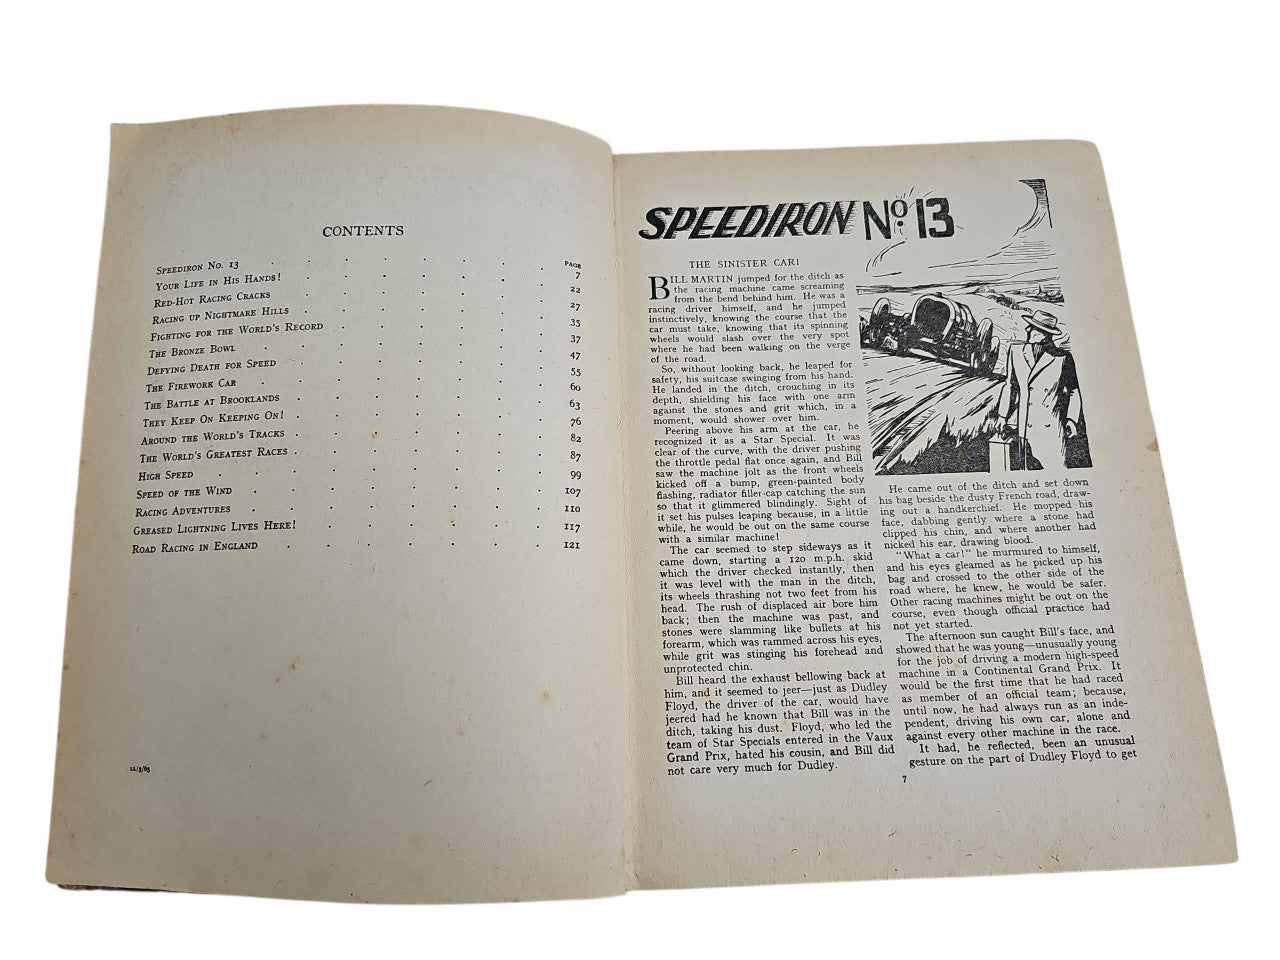 CONTENTS
PAGE
Speediron No. 13 . . . . . . 7
Your Life in His Hands! . . . . . 22
Red-Hot Racing Cracks . . . . . 27
Racing up Nightmare Hills . . . . . 35
Fighting for the World's Record . . . . 37
The Bronze Bowl . . . . . . 47
Defying Death for Speed . . . . . 55
The Firework Car . . . . . . 60
The Battle at Brooklands . . . . . 63
They Keep On Keeping On! . . . . . 76
Around the World's Tracks . . . . . 82
The World's Greatest Races . . . . . 87
High Speed . . . . . . 99
Speed of the Wind . . . . . . 107
Racing Adventures . . . . . . 110
Greased Lightning Lives Here! . . . . . 117
Road Racing in England . . . . . 121
SPEEDIRON No. 13
THE SINISTER CAR!
BILL MARTIN jumped for the ditch as
the racing machine came screaming
from the bend behind him. He was a
racing driver himself, and he jumped
instinctively, knowing the course that the
car must take, knowing that its spinning
wheels would slash over the very spot
where he had been walking on the verge
of the road.
So, without looking back, he leaped for
safety, his suitcase swinging from his hand.
He landed in the ditch, crouching in its
depth, shielding his face with one arm
against the stones and grit which, in a
moment, would shower over him.
Peering above his arm at the car, he
recognized it as a Star Special. It was
clear of the curve, with the driver pushing
the throttle pedal flat once again, and Bill
saw the machine jolt as the front wheels
kicked off a bump, green-painted body
flashing, radiator filler-cap catching the sun
so that it glimmered blindingly. Sight of
it set his pulses leaping because, in a little
while, he would be out on the same course
with a similar machine!
The car seemed to step sideways as it
came down, starting a 120 m.p.h. skid
which the driver checked instantly, then
it was level with the man in the ditch,
its wheels thrashing not two feet from his
head. The rush of displaced air bore him
back; then the machine was past, and
stones were slamming like bullets at his
forearm, which was rammed across his eyes,
while grit was stinging his forehead and
unprotected chin.
Bill heard the exhaust bellowing back at
him, and it seemed to jeer—just as Dudley
Floyd, the driver of the car, would have
jeered had he known that Bill was in the
ditch, taking his dust. Floyd, who led the
team of Star Specials entered in the Vaux
Grand Prix, hated his cousin, and Bill did
not care very much for Dudley.
He came out of the ditch and set down
his bag beside the dusty French road, draw-
ing out a handkerchief. He mopped his
face, dabbing gently where a stone had
clipped his chin, and where another had
nicked his ear, drawing blood.
"What a car!" he murmured to himself,
and his eyes gleamed as he picked up his
bag and crossed to the other side of the
road where, he knew, he would be safer.
Other racing machines might be out on the
course, even though official practice had
not yet started.
The afternoon sun caught Bill's face, and
showed that he was young—unusually young
for the job of driving a modern high-speed
machine in a Continental Grand Prix. It
would be the first time that he had raced
as member of an official team; because,
until now, he had always run as an inde-
pendent, driving his own car, alone and
against every other machine in the race.
It had, he reflected, been an unusual
gesture on the part of Dudley Floyd to get
7